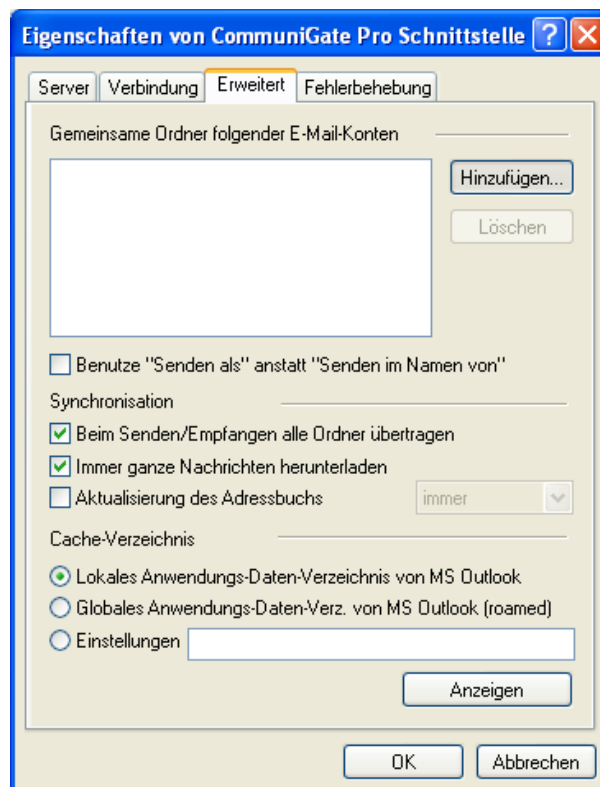 Eigenschaften von CommuniGate Pro Schnittstelle ?
Server Verbindung Erweitert Fehlerbehebung
Gemeinsame Ordner folgender E-Mail-Konten
Hinzufügen...
Löschen
Benutze "Senden als" anstatt "Senden im Namen von"
Synchronisation
Beim Senden/Empfangen alle Ordner übertragen
Immer ganze Nachrichten herunterladen
Aktualisierung des Adressbuchs immer
Cache-Verzeichnis
Lokales Anwendungs-Daten-Verzeichnis von MS Outlook
Globales Anwendungs-Daten-Verz. von MS Outlook (roamed)
Einstellungen
Anzeigen
OK Abbrechen